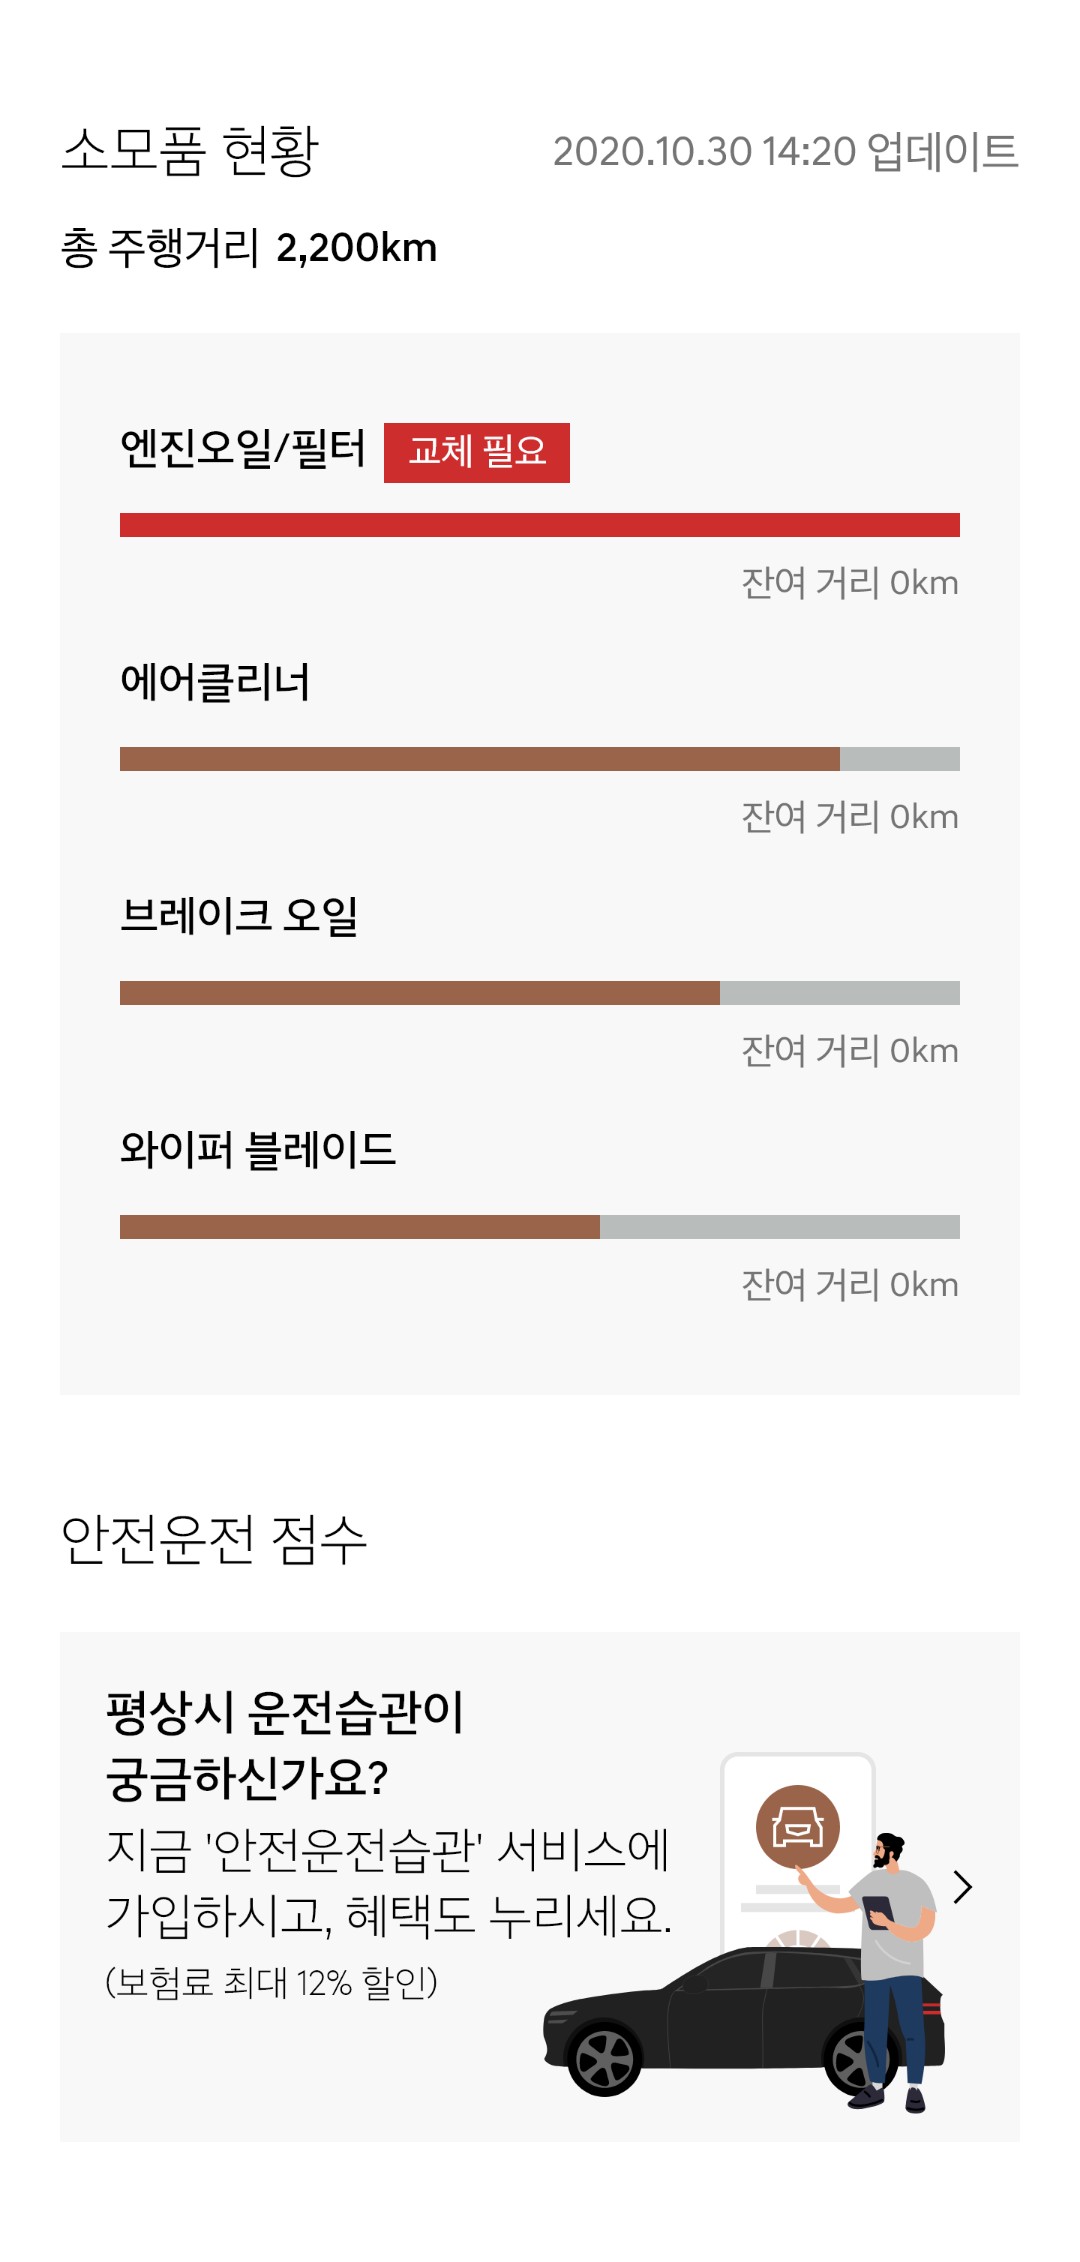 소모품 현황
2020.10.30 14:20 업데이트
총 주행거리 2,200km
엔진오일/필터 교체 필요
잔여 거리 0km
에어클리너
잔여 거리 0km
브레이크 오일
잔여 거리 0km
와이퍼 블레이드
잔여 거리 0km
안전운전 점수
평상시 운전습관이
궁금하신가요?
지금 '안전운전습관' 서비스에
가입하시고, 혜택도 누리세요.
(보험료 최대 12% 할인)